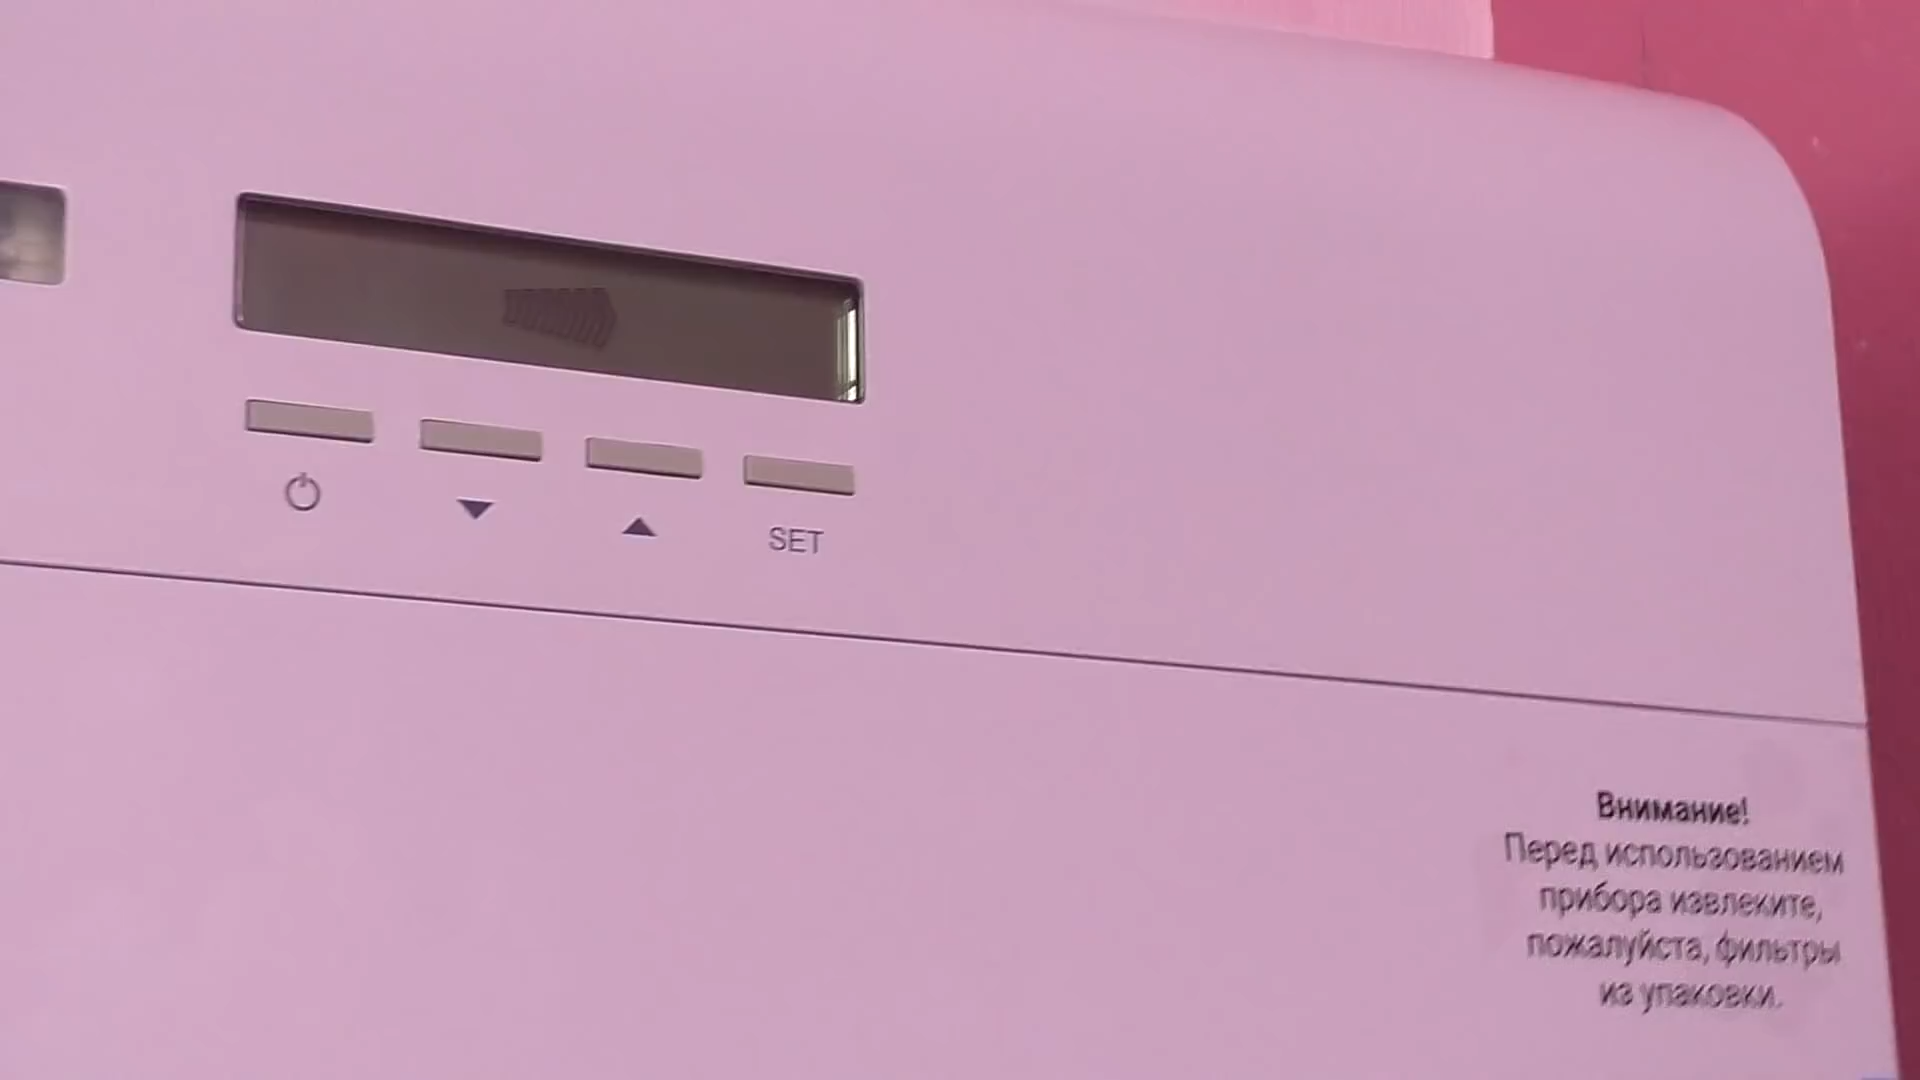 SET
Внимание!
Перед использованием
прибора извлеките,
пожалуйста, фильтры
из упаковки.